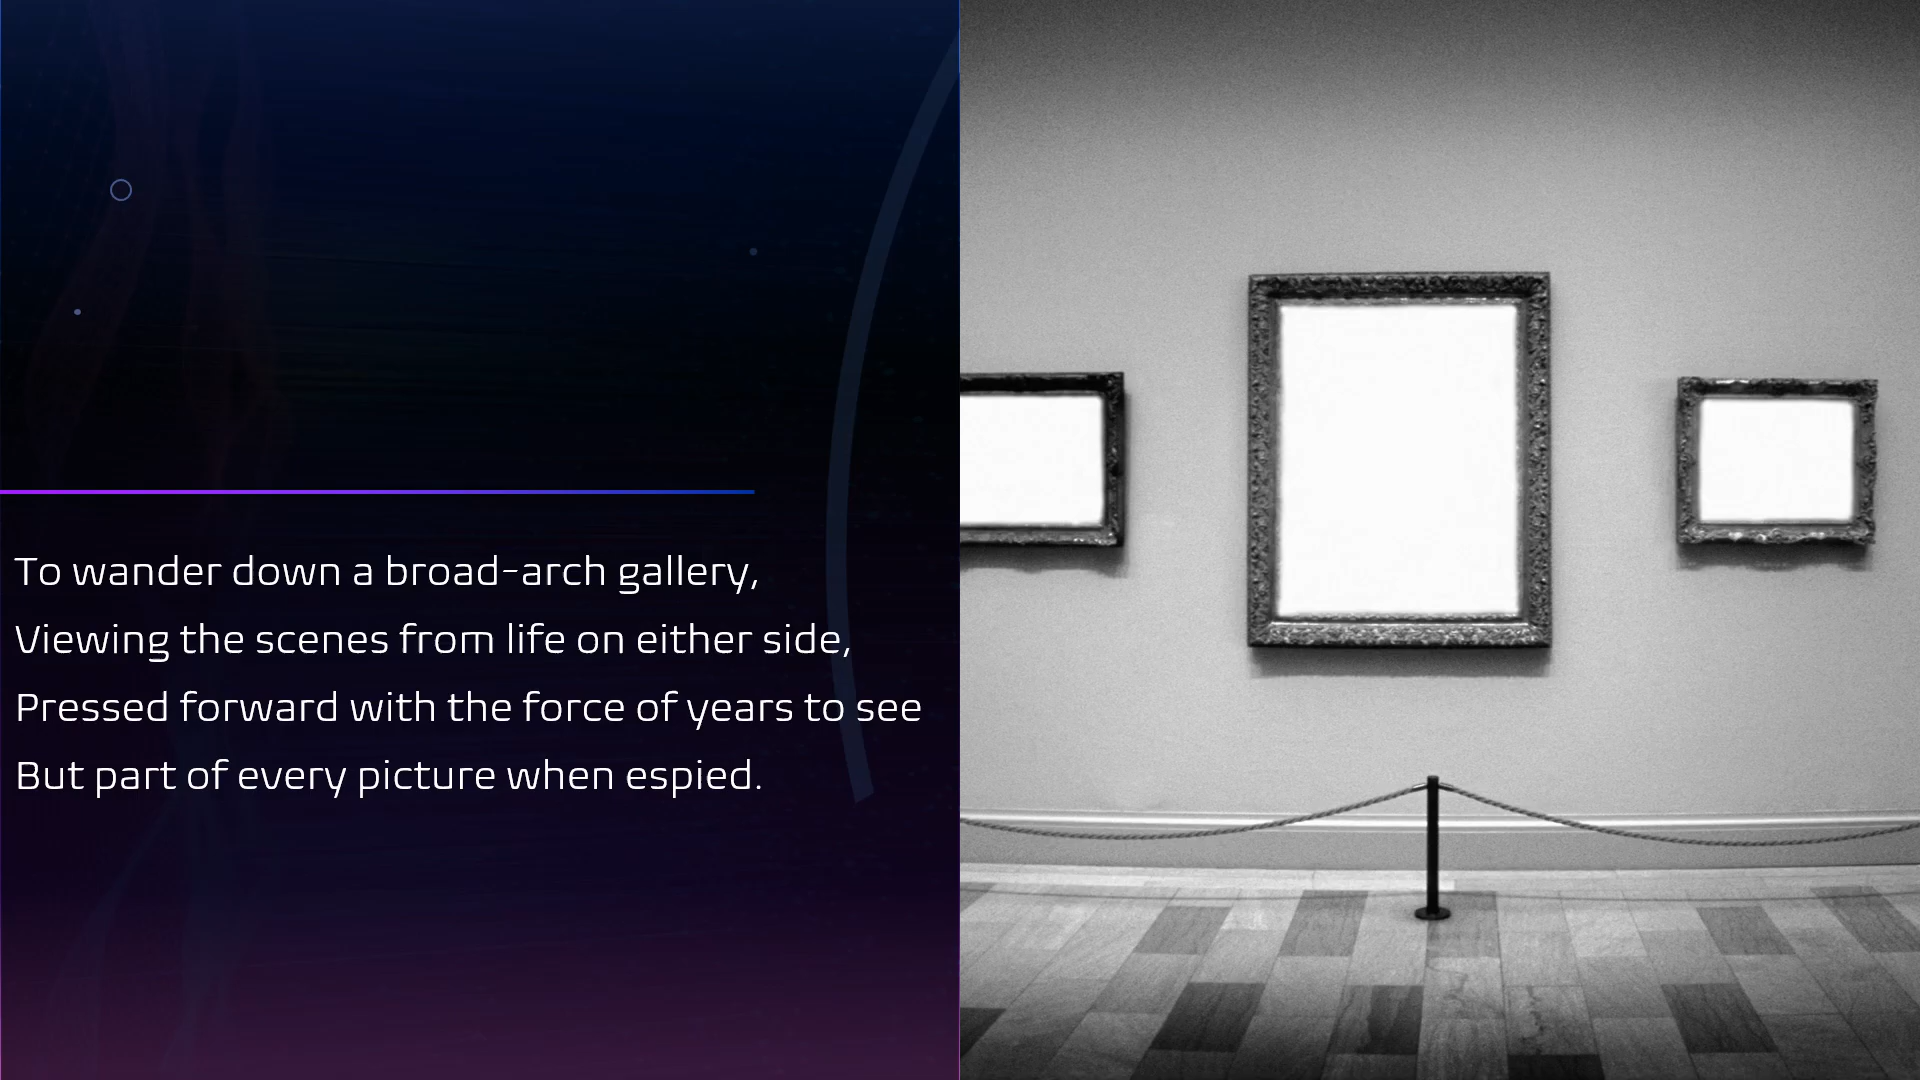 To wander down a broad-arch gallery,
Viewing the scenes from life on either side,
Pressed forward with the force of years to see
But part of every picture when espied.